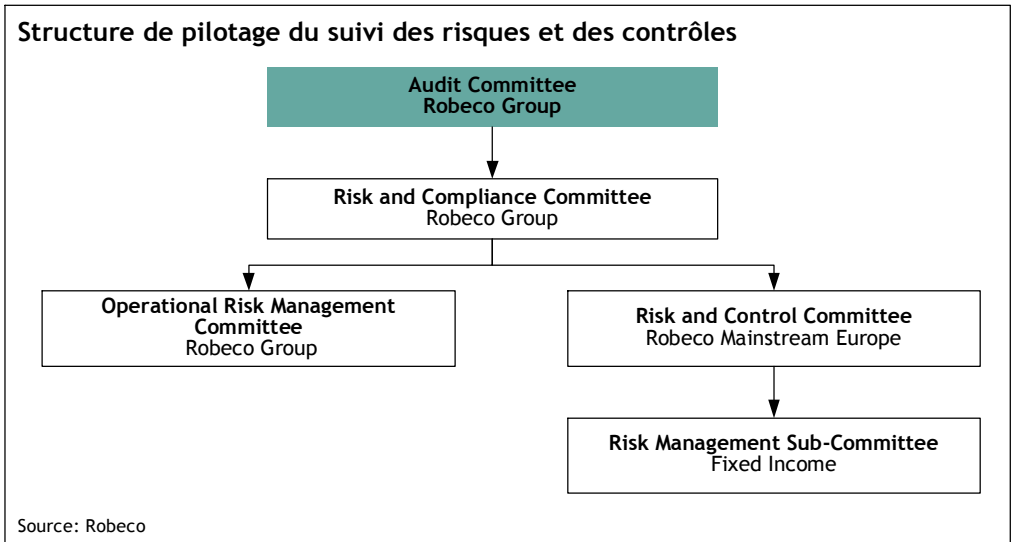 Structure de pilotage du suivi des risques et des contrôles
Audit Committee
Robeco Group
Risk and Compliance Committee
Robeco Group
Operational Risk Management
Committee
Robeco Group
Risk and Control Committee
Robeco Mainstream Europe
Risk Management Sub-Committee
Fixed Income
Source: Robeco